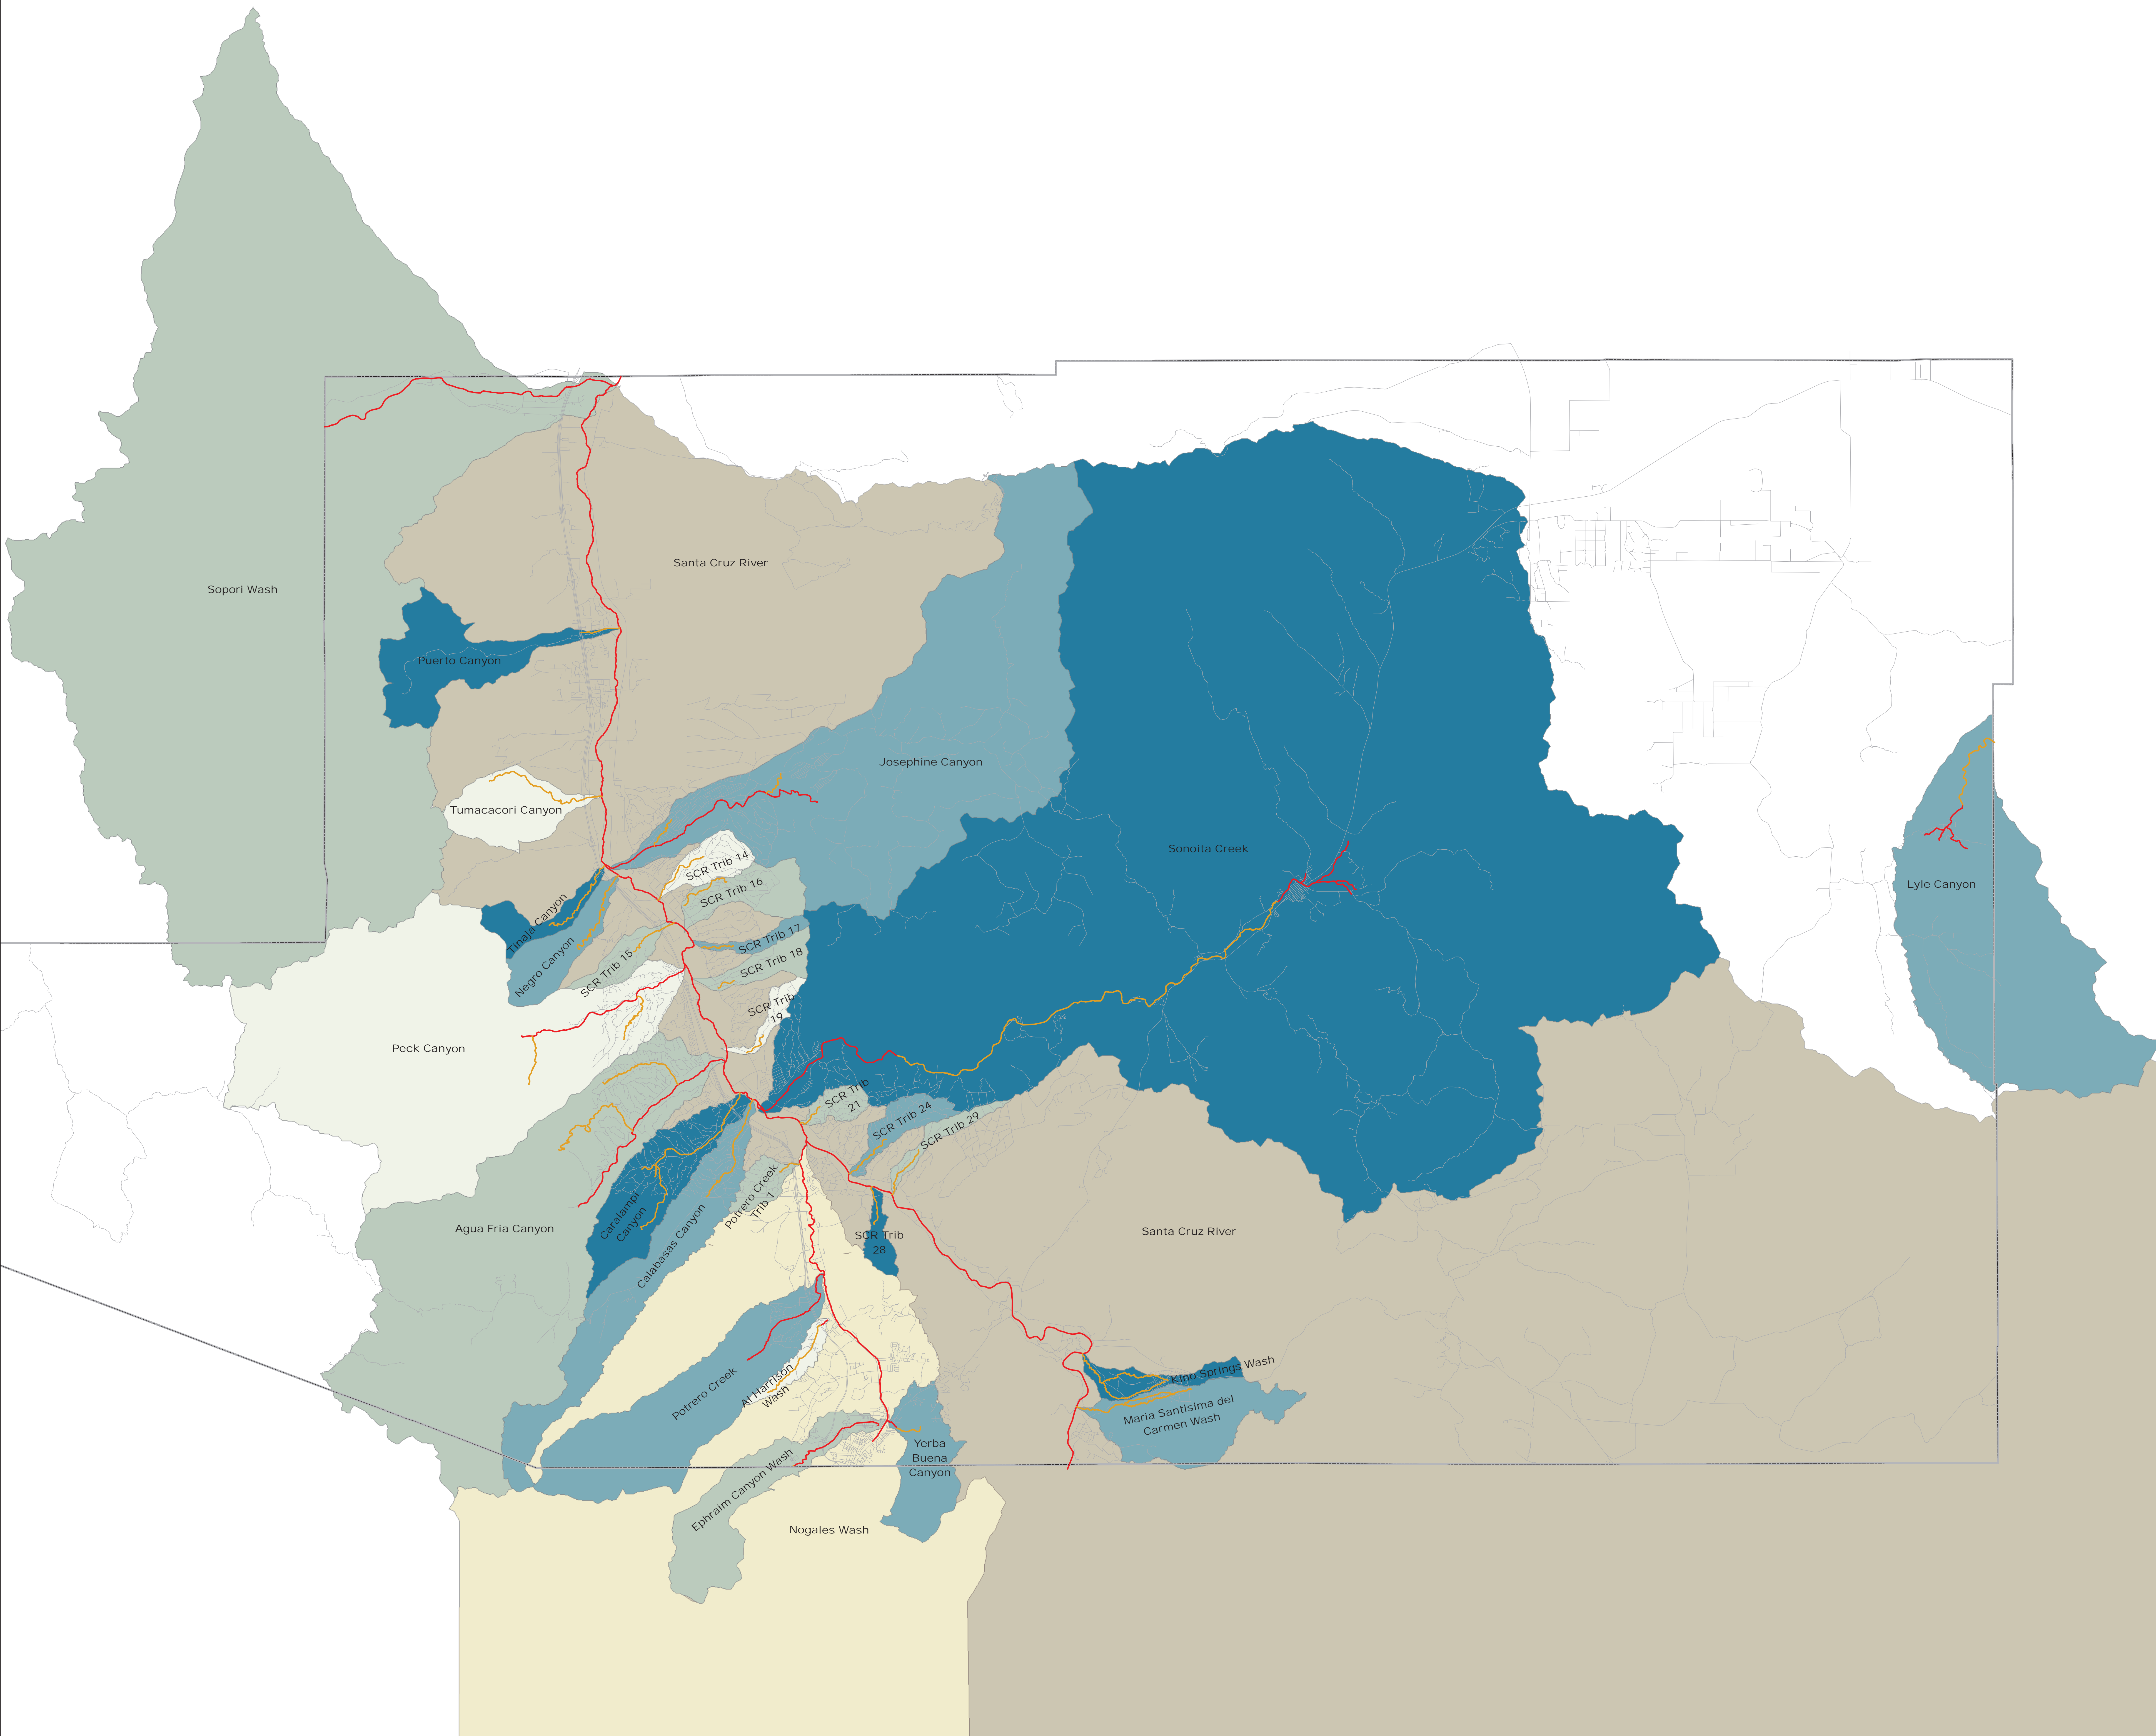 Santa Cruz River
Sopori Wash
Puerto Canyon
Josephine Canyon
Tumacacori Canyon
Sonoita Creek
SCR Trib 14
SCR Trib 16
Lyle Canyon
Tinaja Canyon
Negro Canyon
SCR Trib 15
SCR Trib 17
SCR Trib 18
SCR Trib
19
Peck Canyon
SCR Trib
21
SCR Trib 24
SCR Trib 29
Agua Fria Canyon
Caralampi
Canyon
Calabasas Canyon
Potrero Creek
Trib 1
SCR Trib
28
Santa Cruz River
Kino Springs Wash
Maria Santisima del
Carmen Wash
Potrero Creek
Al Harrison
Wash
Yerba
Buena
Canyon
Ephraim Canyon Wash
Nogales Wash